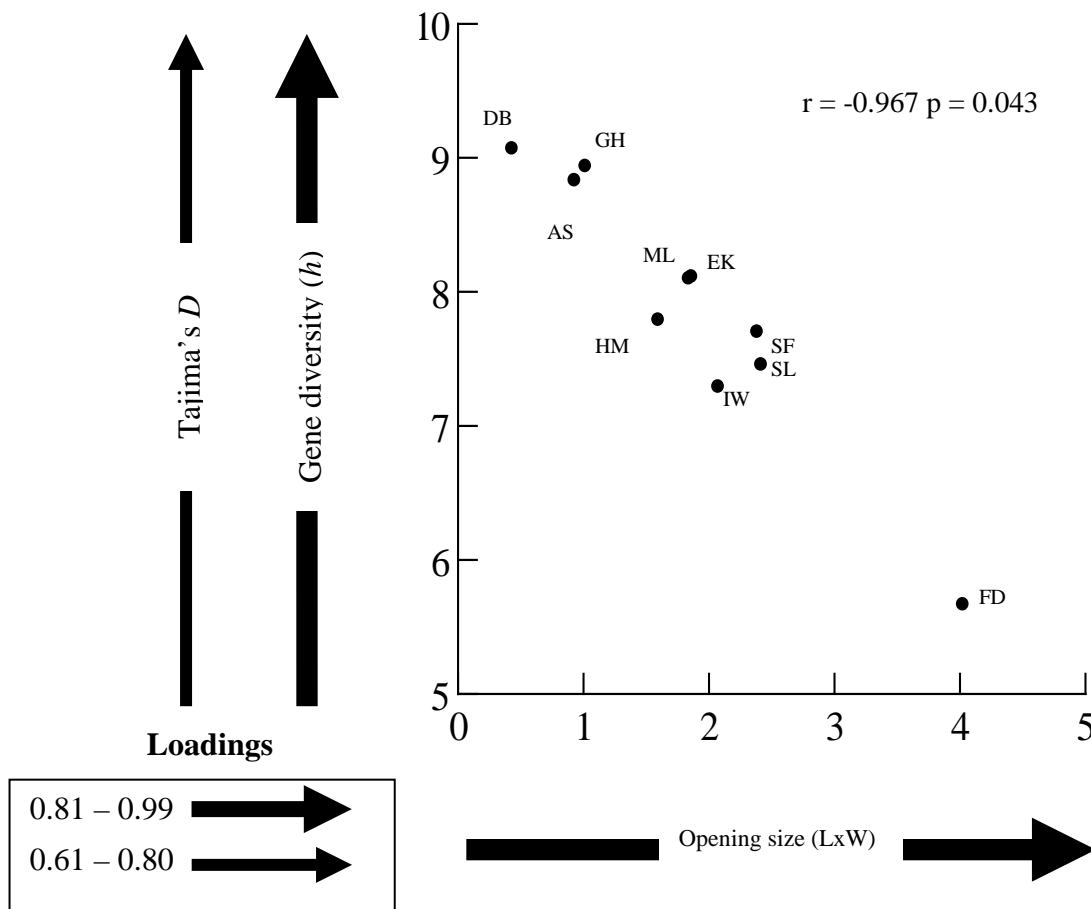 10
r = -0.967 p = 0.043
DB
GH
9
AS
ML
EK
8
HM
SF
SL
IW
7
6
FD
5
0 1 2 3 4 5
Tajima's D
Gene diversity (h)
Loadings
0.81 – 0.99
0.61 – 0.80
Opening size (LxW)